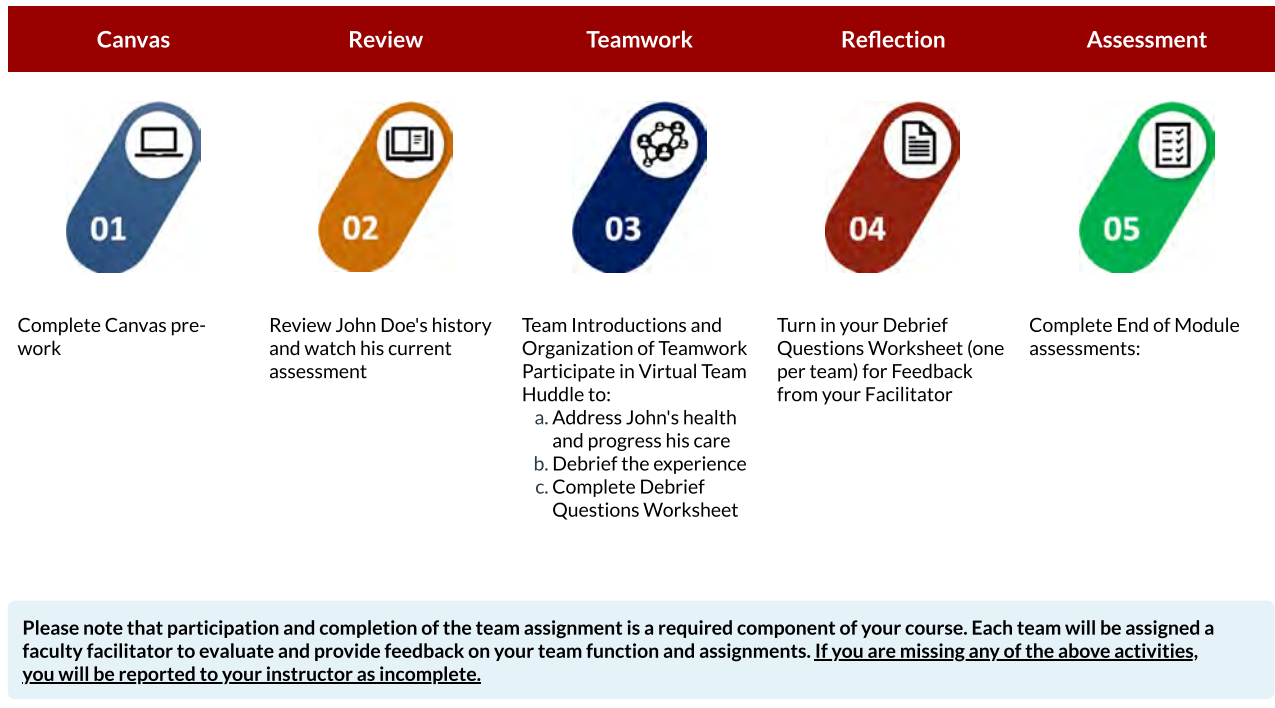 Canvas
Review
Teamwork
Reflection
Assessment
01
02
03
04
05
Complete Canvas pre-
work
Review John Doe's history
and watch his current
assessment
Team Introductions and
Organization of Teamwork
Participate in Virtual Team
Huddle to:
a. Address John's health
and progress his care
b. Debrief the experience
c. Complete Debrief
Questions Worksheet
Turn in your Debrief
Questions Worksheet (one
per team) for Feedback
from your Facilitator
Complete End of Module
assessments:
Please note that participation and completion of the team assignment is a required component of your course. Each team will be assigned a
faculty facilitator to evaluate and provide feedback on your team function and assignments. If you are missing any of the above activities,
you will be reported to your instructor as incomplete.